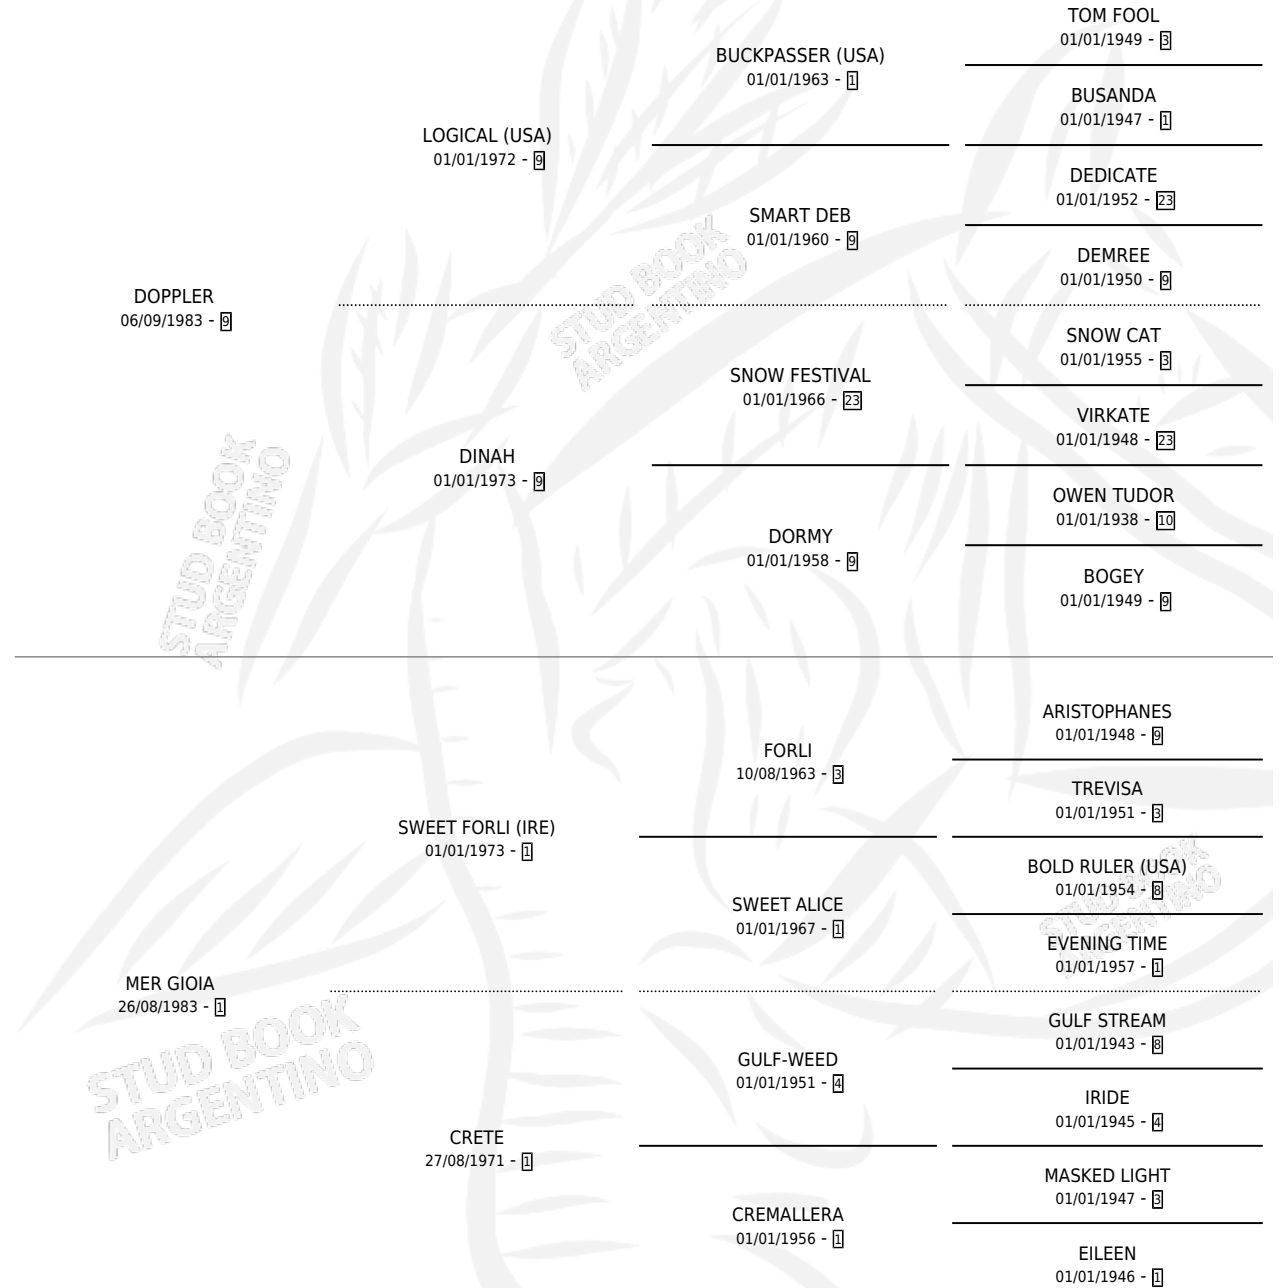 TOM FOOL
01/01/1949 - 3
BUCKPASSER (USA)
01/01/1963 - 1
BUSANDA
01/01/1947 - 1
LOGICAL (USA)
01/01/1972 - 9
DEDICATE
01/01/1952 - 23
SMART DEB
01/01/1960 - 9
DEMREE
01/01/1950 - 9
DOPPLER
06/09/1983 - 9
SNOW CAT
01/01/1955 - 3
SNOW FESTIVAL
01/01/1966 - 23
VIRKATE
01/01/1948 - 23
DINAH
01/01/1973 - 9
OWEN TUDOR
01/01/1938 - 10
DORMY
01/01/1958 - 9
BOGEY
01/01/1949 - 9
ARISTOPHANES
01/01/1948 - 9
FORLI
10/08/1963 - 3
TREVISA
01/01/1951 - 3
SWEET FORLI (IRE)
01/01/1973 - 1
BOLD RULER (USA)
01/01/1954 - 8
SWEET ALICE
01/01/1967 - 1
EVENING TIME
01/01/1957 - 1
MER GIOIA
26/08/1983 - 1
GULF STREAM
01/01/1943 - 8
GULF-WEED
01/01/1951 - 4
IRIDE
01/01/1945 - 4
CRETE
27/08/1971 - 1
MASKED LIGHT
01/01/1947 - 3
CREMALLERA
01/01/1956 - 1
EILEEN
01/01/1946 - 1
STUD BOOK
ARGENTINO
STUD BOOK
ARGENTINO
STUD BOOK
ARGENTINO
STUD BOOK
ARGENTINO